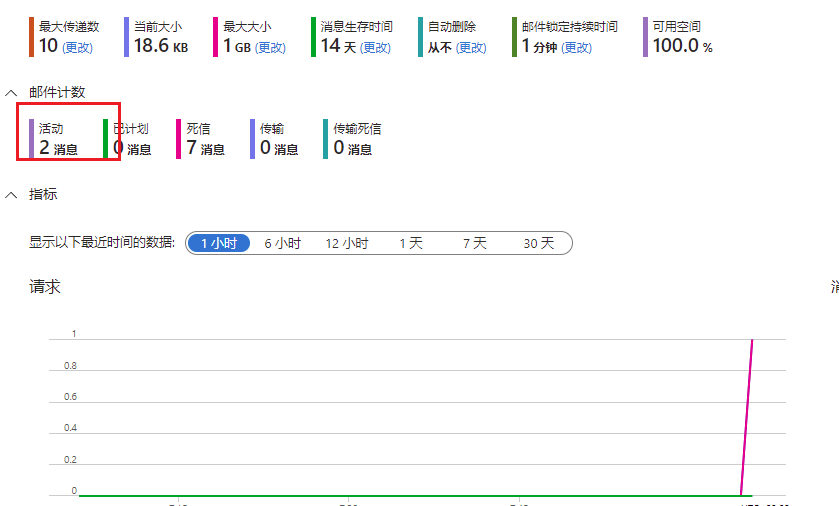 最大传递数 当前大小 最大大小 消息生存时间 自动删除 邮件锁定持续时间 可用空间
10 (更改) 18.6 KB 1 GB (更改) 14 天 (更改) 从不 (更改) 1 分钟 (更改) 100.0 %
邮件计数
活动 已计划 死信 传输 传输死信
2 消息 0 消息 7 消息 0 消息 0 消息
指标
显示以下最近时间的数据: 1 小时 6 小时 12 小时 1 天 7 天 30 天
请求
1
0.8
0.6
0.4
0.2
0